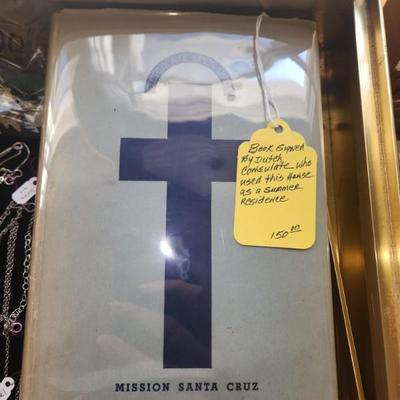 Book signed
By Dutch
Consulate who
used this House
as a summer
Residence
150.00
MISSION SANTA CRUZ